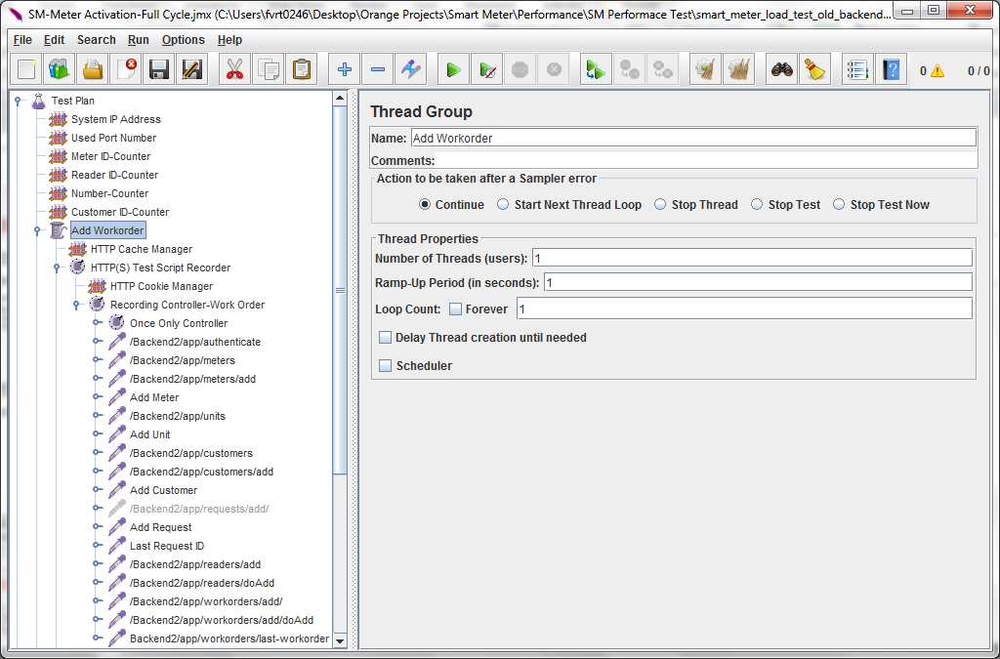 SM-Meter Activation-Full Cycle.jmx (C:\Users\fvrt0246\Desktop\Orange Projects\Smart Meter\Performance\SM Performace Test\smart_meter_load_test_old_backend...
File Edit Search Run Options Help
0 0 / 0
Test Plan
System IP Address
Used Port Number
Meter ID-Counter
Reader ID-Counter
Number-Counter
Customer ID-Counter
Add Workorder
HTTP Cache Manager
HTTP(S) Test Script Recorder
HTTP Cookie Manager
Recording Controller-Work Order
Once Only Controller
/Backend2/app/authenticate
/Backend2/app/meters
/Backend2/app/meters/add
Add Meter
/Backend2/app/units
Add Unit
/Backend2/app/customers
/Backend2/app/customers/add
Add Customer
/Backend2/app/requests/add/
Add Request
Last Request ID
/Backend2/app/readers/add
/Backend2/app/readers/doAdd
/Backend2/app/workorders/add/
/Backend2/app/workorders/add/doAdd
Backend2/app/workorders/last-workorder
Thread Group
Name: Add Workorder
Comments:
Action to be taken after a Sampler error
Continue Start Next Thread Loop Stop Thread Stop Test Stop Test Now
Thread Properties
Number of Threads (users): 1
Ramp-Up Period (in seconds): 1
Loop Count: Forever 1
Delay Thread creation until needed
Scheduler